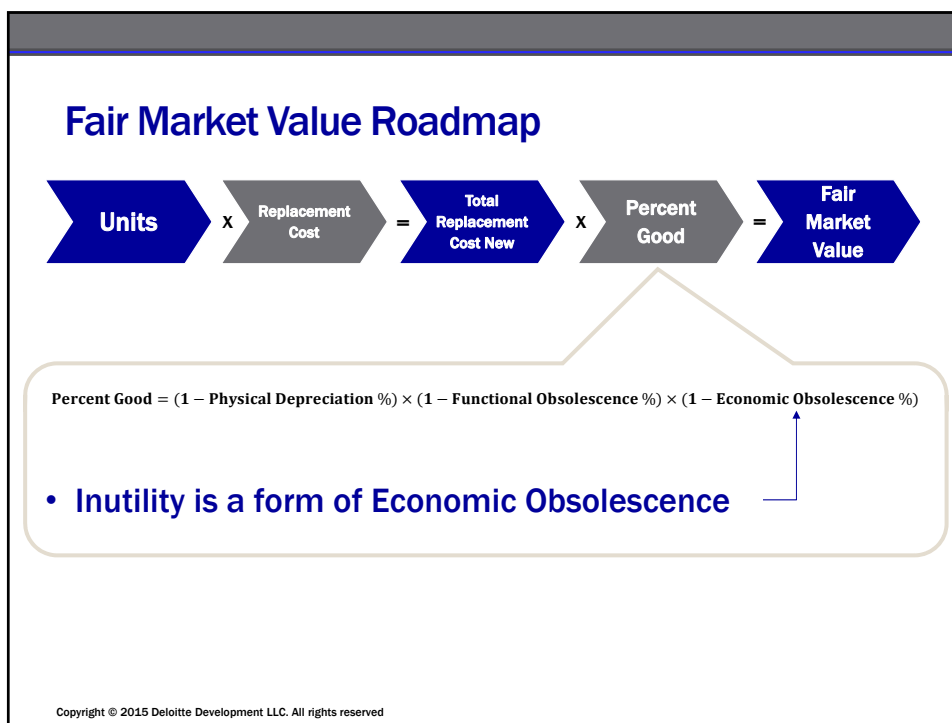 Fair Market Value Roadmap
Units
X
Replacement
Cost
=
Total
Replacement
Cost New
X
Percent
Good
=
Fair
Market
Value
Percent Good = (1 − Physical Depreciation %) × (1 − Functional Obsolescence %) × (1 − Economic Obsolescence %)
• Inutility is a form of Economic Obsolescence
Copyright © 2015 Deloitte Development LLC. All rights reserved